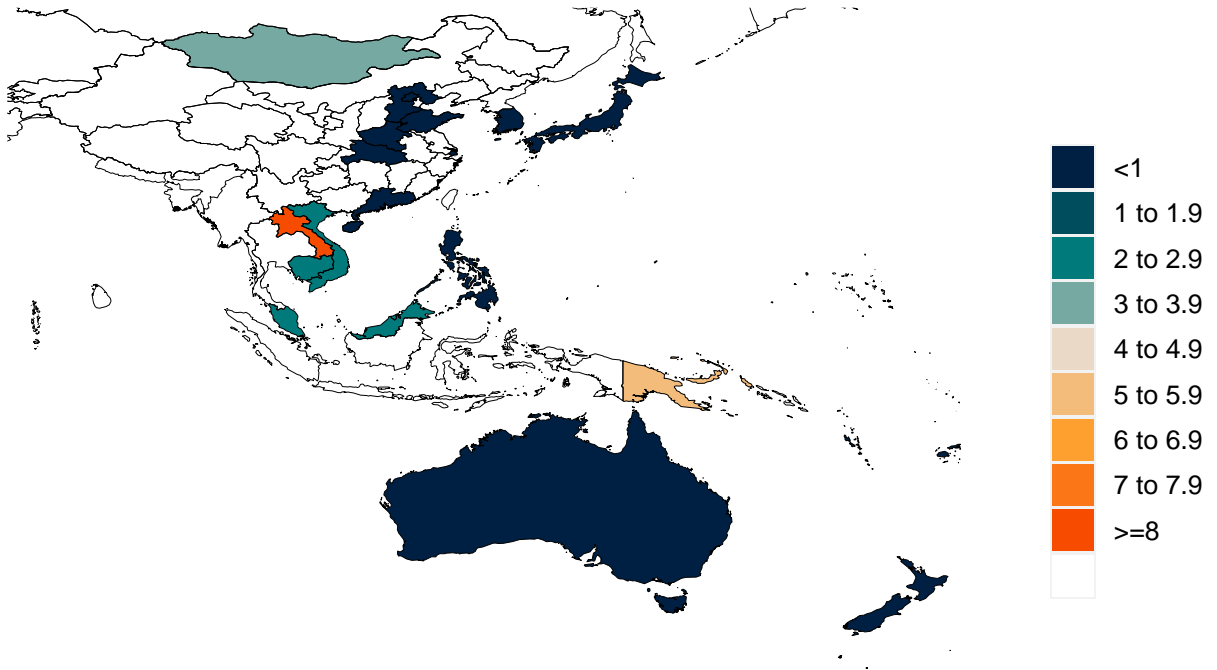 <1
1 to 1.9
2 to 2.9
3 to 3.9
4 to 4.9
5 to 5.9
6 to 6.9
7 to 7.9
>=8